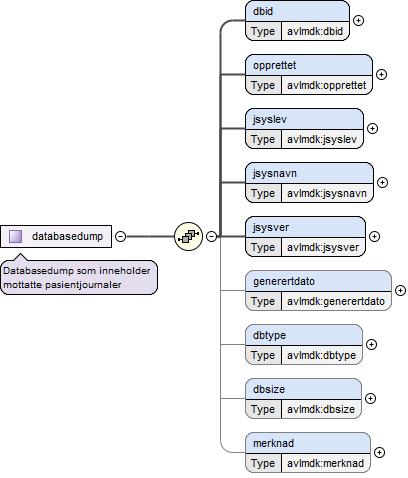 dbid
Type avlmdk:dbid
opprettet
Type avlmdk:opprettet
jsyslev
Type avlmdk:jsyslev
jsysnavn
Type avlmdk:jsysnavn
databasedump
Databasedump som inneholder
mottatte pasientjournaler
jsysver
Type avlmdk:jsysver
generertdato
Type avlmdk:generertdato
dbtype
Type avlmdk:dbtype
dbsize
Type avlmdk:dbsize
merknad
Type avlmdk:merknad